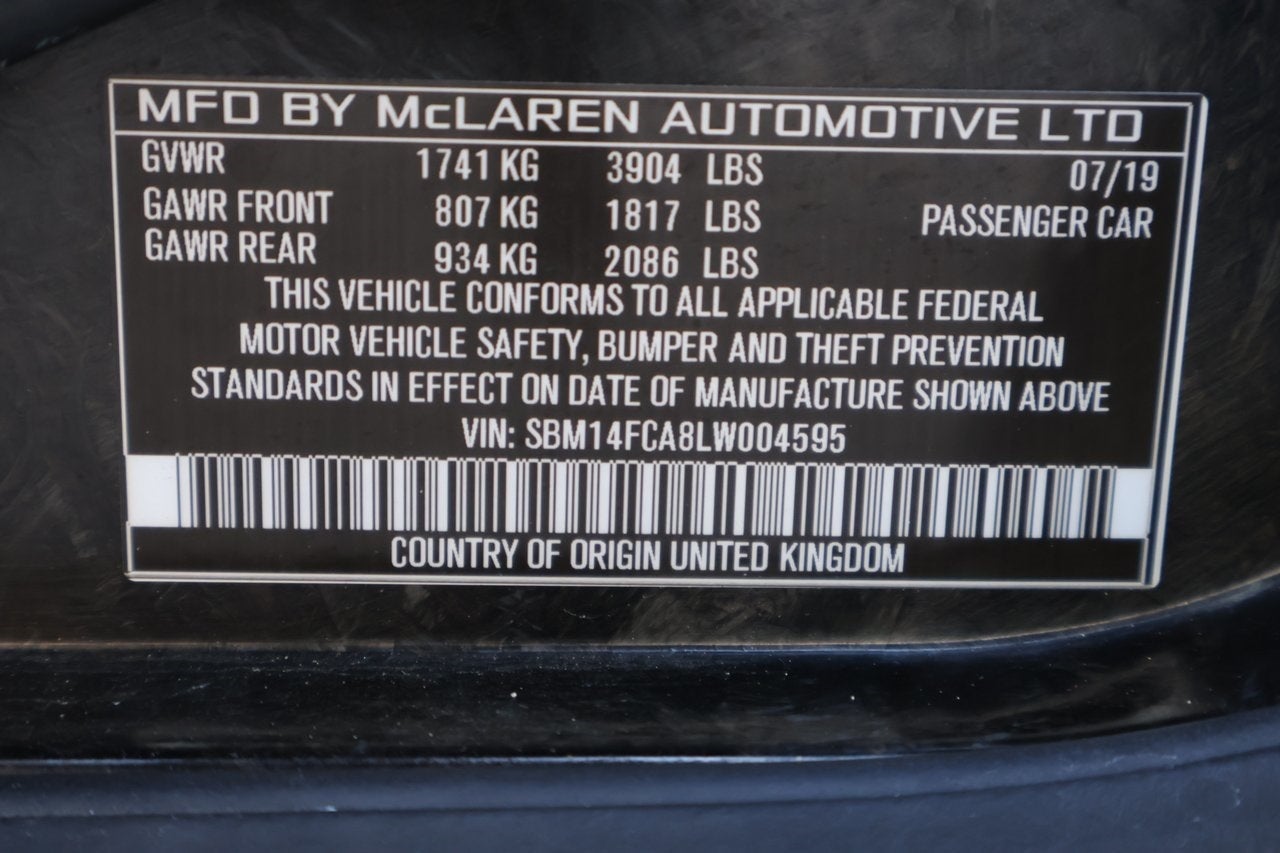 MFD BY McLAREN AUTOMOTIVE LTD
GVWR 1741 KG 3904 LBS 07/19
GAWR FRONT 807 KG 1817 LBS PASSENGER CAR
GAWR REAR 934 KG 2086 LBS
THIS VEHICLE CONFORMS TO ALL APPLICABLE FEDERAL
MOTOR VEHICLE SAFETY, BUMPER AND THEFT PREVENTION
STANDARDS IN EFFECT ON DATE OF MANUFACTURE SHOWN ABOVE
VIN: SBM14FCA8LW004595
COUNTRY OF ORIGIN UNITED KINGDOM